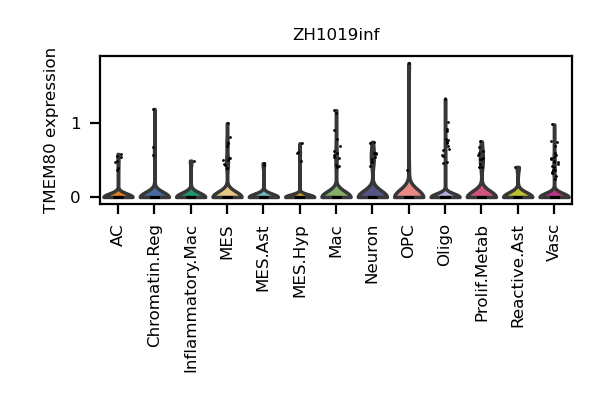 ZH1019inf
TMEM80 expression
1
0
AC
Chromatin.Reg
Inflammatory.Mac
MES
MES.Ast
MES.Hyp
Mac
Neuron
OPC
Oligo
Prolif.Metab
Reactive.Ast
Vasc